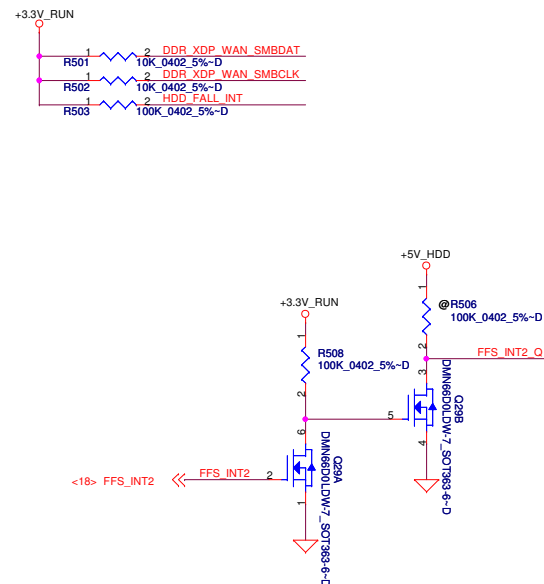 +3.3V_RUN
1 2 DDR_XDP_WAN_SMBDAT
R501 10K_0402_5%~D
1 2 DDR_XDP_WAN_SMBCLK
R502 10K_0402_5%~D
1 2 HDD_FALL_INT
R503 100K_0402_5%~D
+5V_HDD
1
@R506
100K_0402_5%~D
2
FFS_INT2_Q
+3.3V_RUN
1
R508
100K_0402_5%~D
2
3
5
4
Q29B
DMN66D0LDW-7_SOT363-6~D
6
<18> FFS_INT2
FFS_INT2
2
1
Q29A
DMN66D0LDW-7_SOT363-6~D